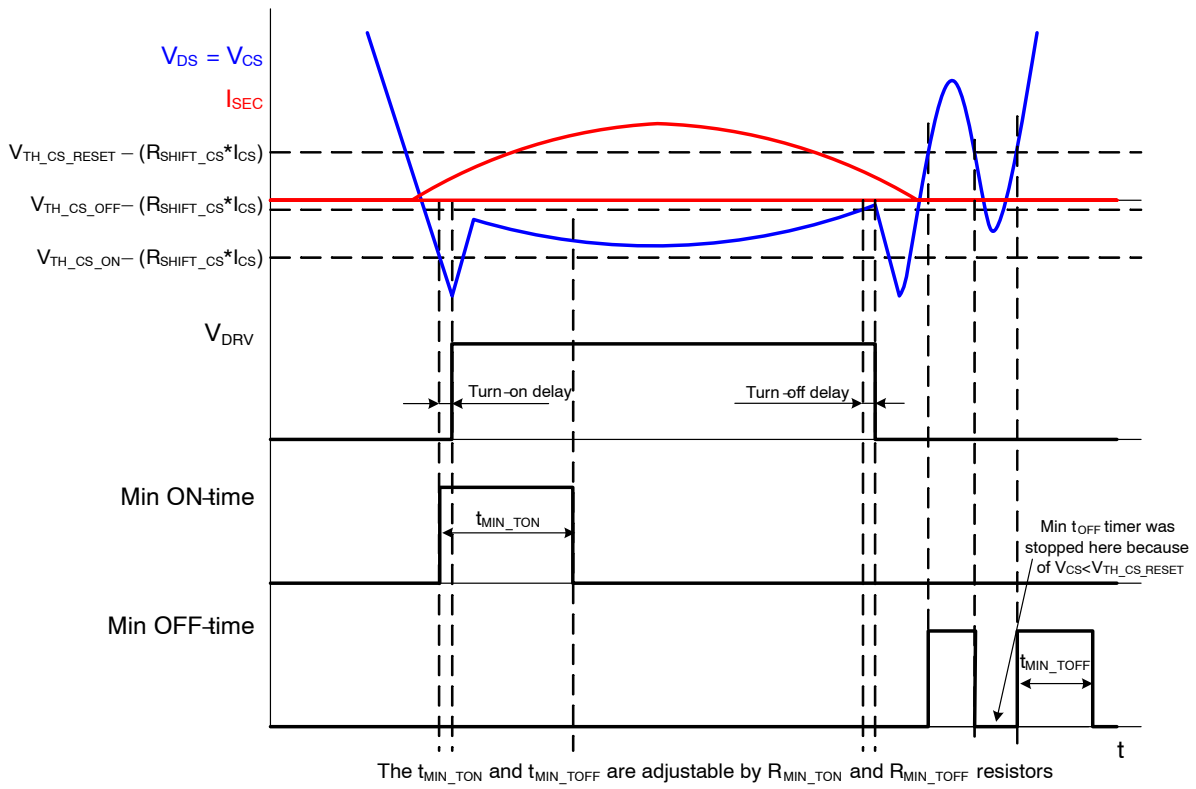 VDS = VCS
ISEC
VTH_CS_RESET – (RSHIFT_CS*ICS)
VTH_CS_OFF – (RSHIFT_CS*ICS)
VTH_CS_ON – (RSHIFT_CS*ICS)
VDRV
Turn-on delay
Turn-off delay
Min ON-time
tMIN_TON
Min tOFF timer was
stopped here because
of VCS<VTH_CS_RESET
Min OFF-time
tMIN_TOFF
t
The tMIN_TON and tMIN_TOFF are adjustable by RMIN_TON and RMIN_TOFF resistors